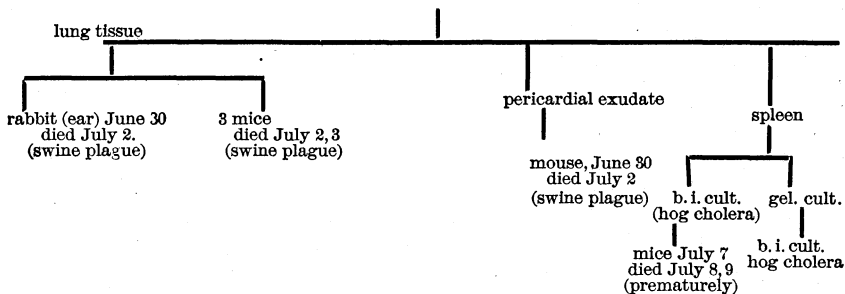 lung tissue
rabbit (ear) June 30
died July 2.
(swine plague)
3 mice
died July 2, 3
(swine plague)
pericardial exudate
mouse, June 30
died July 2
(swine plague)
spleen
b. i. cult.
(hog cholera)
mice July 7
died July 8, 9
(prematurely)
gel. cult.
b. i. cult.
hog cholera